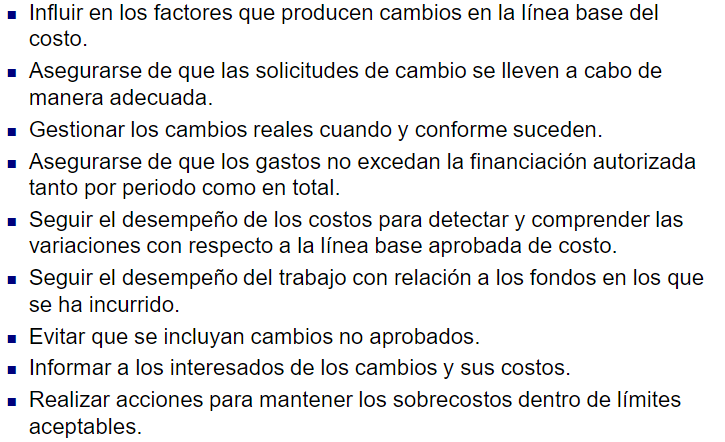 Influir en los factores que producen cambios en la línea base del
costo.
Asegurarse de que las solicitudes de cambio se lleven a cabo de
manera adecuada.
Gestionar los cambios reales cuando y conforme suceden.
Asegurarse de que los gastos no excedan la financiación autorizada
tanto por periodo como en total.
Seguir el desempeño de los costos para detectar y comprender las
variaciones con respecto a la línea base aprobada de costo.
Seguir el desempeño del trabajo con relación a los fondos en los que
se ha incurrido.
Evitar que se incluyan cambios no aprobados.
Informar a los interesados de los cambios y sus costos.
Realizar acciones para mantener los sobrecostos dentro de límites
aceptables.